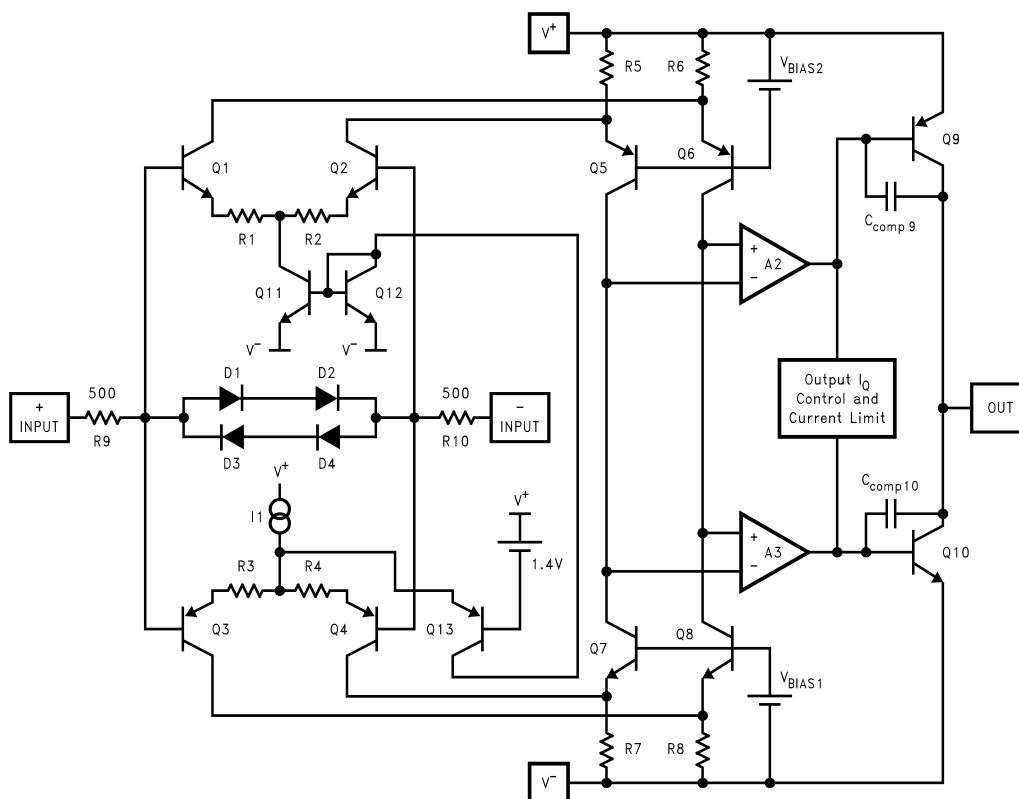 V+
R5
R6
VBIAS2
Q1
Q2
Q5
Q6
Q9
Ccomp 9
R1
R2
+
A2
−
Q11
Q12
V−
V−
D1
D2
500
+
INPUT
R9
500
−
INPUT
R10
Output IQ
Control and
Current Limit
OUT
D3
D4
V+
I1
V+
1.4V
Ccomp10
+
A3
−
Q10
R3
R4
Q3
Q4
Q13
Q7
Q8
VBIAS1
R7
R8
V−